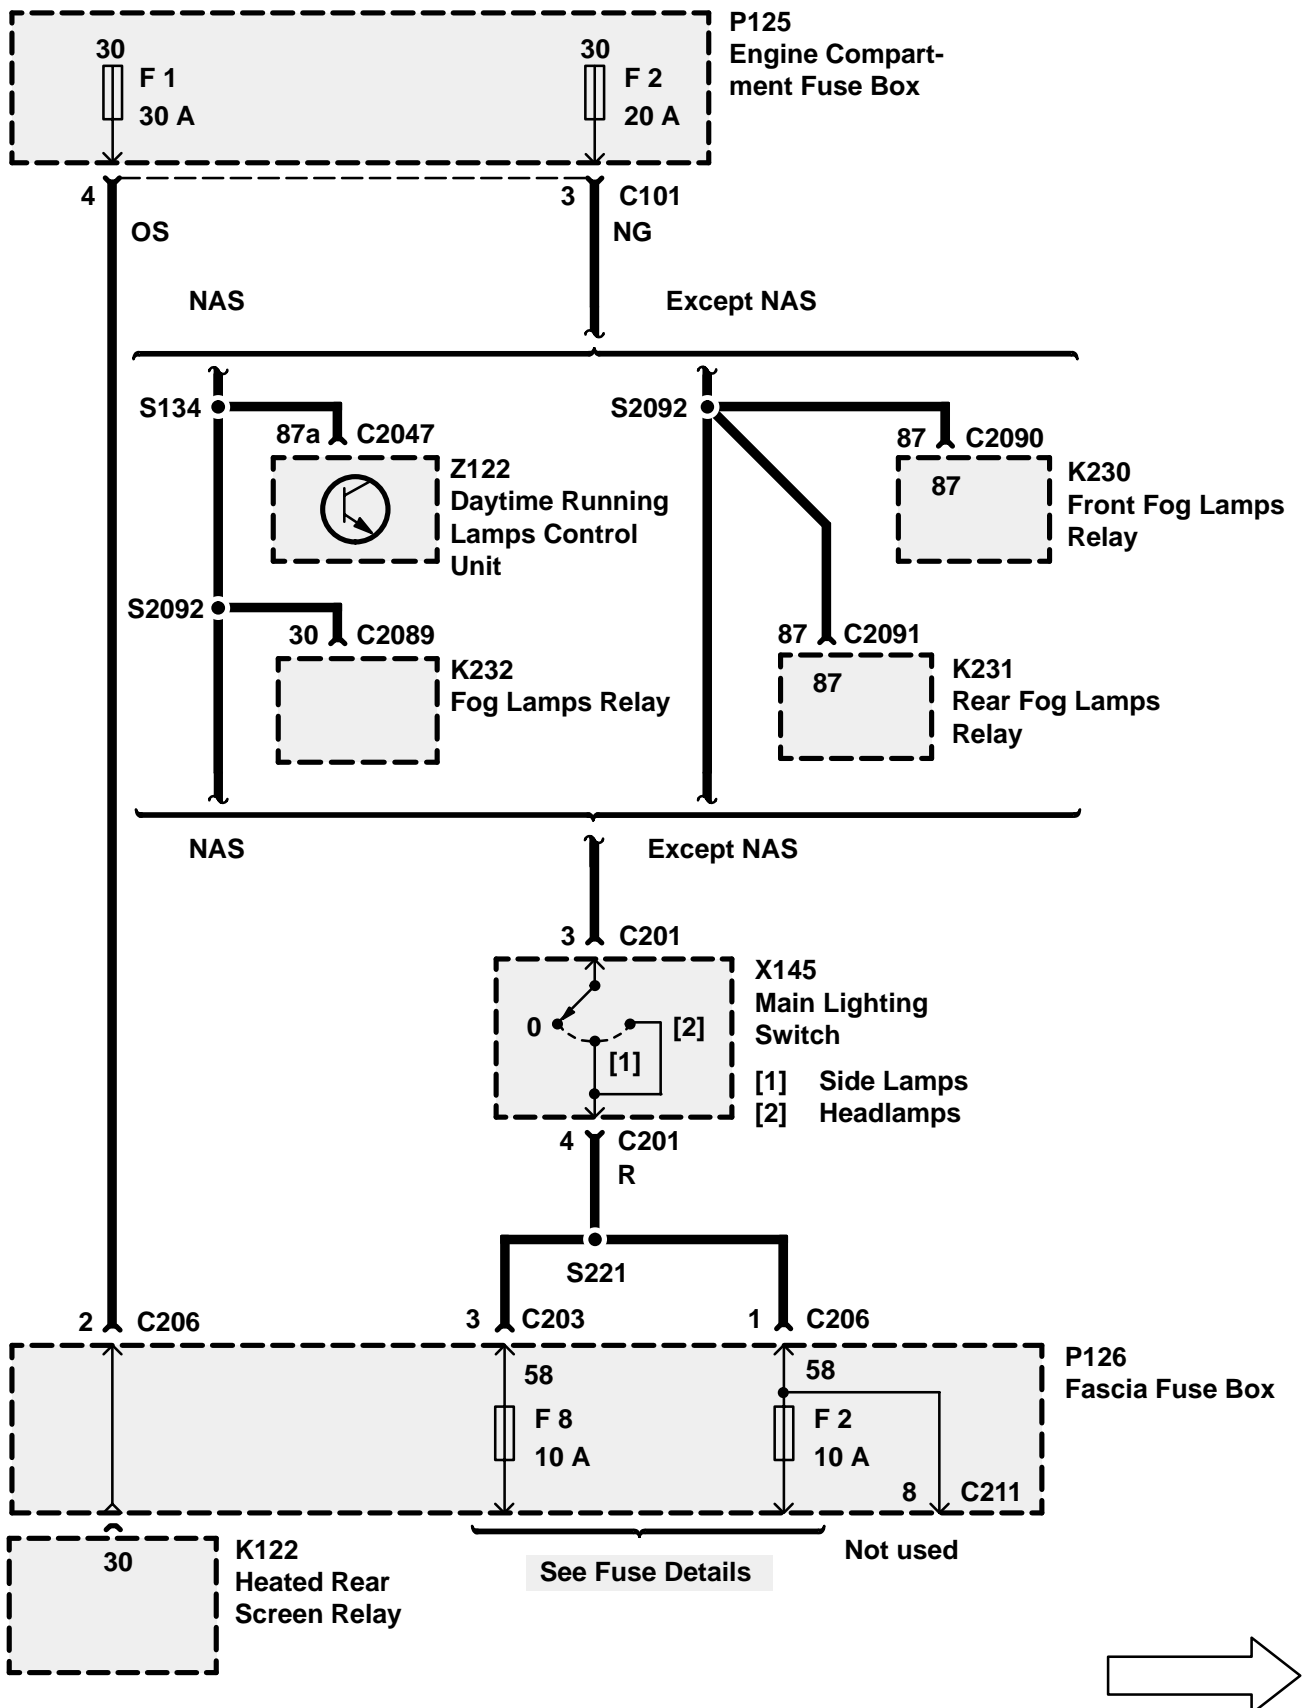 P125
Engine Compart-
ment Fuse Box
30
F 1
30 A
30
F 2
20 A
4
3
C101
OS
NG
NAS
Except NAS
S134
87a
C2047
Z122
Daytime Running
Lamps Control
Unit
S2092
30
C2089
K232
Fog Lamps Relay
S2092
87
C2090
87
K230
Front Fog Lamps
Relay
87
C2091
87
K231
Rear Fog Lamps
Relay
NAS
Except NAS
3
C201
0
[1]
[2]
X145
Main Lighting
Switch
[1] Side Lamps
[2] Headlamps
4
C201
R
S221
2
C206
3
C203
1
C206
P126
Fascia Fuse Box
58
F 8
10 A
58
F 2
10 A
8
C211
Not used
See Fuse Details
30
K122
Heated Rear
Screen Relay